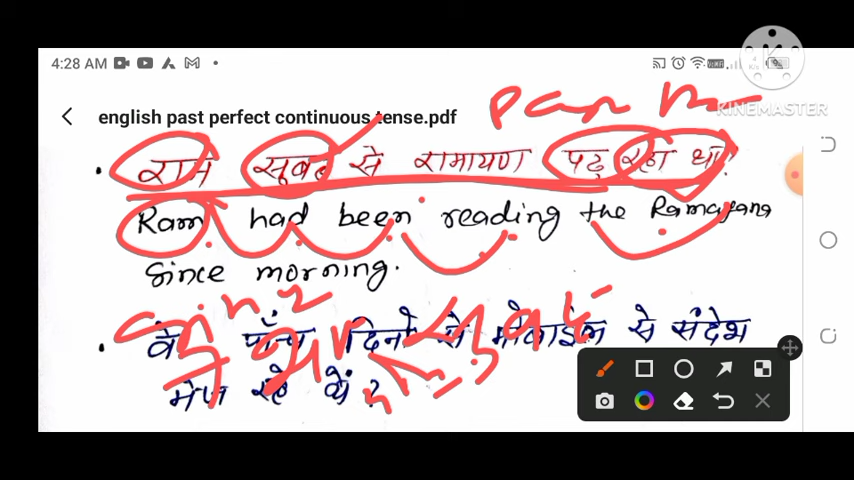 4:28 AM
KINEMASTER
english past perfect continuous tense.pdf
• राम सुबह से रामायण पढ़ रहा था।
Ram had been reading the Ramayana
since morning.
• वे पाँच दिनों से मोबाईल से संदेश
भेज रहे थे ?